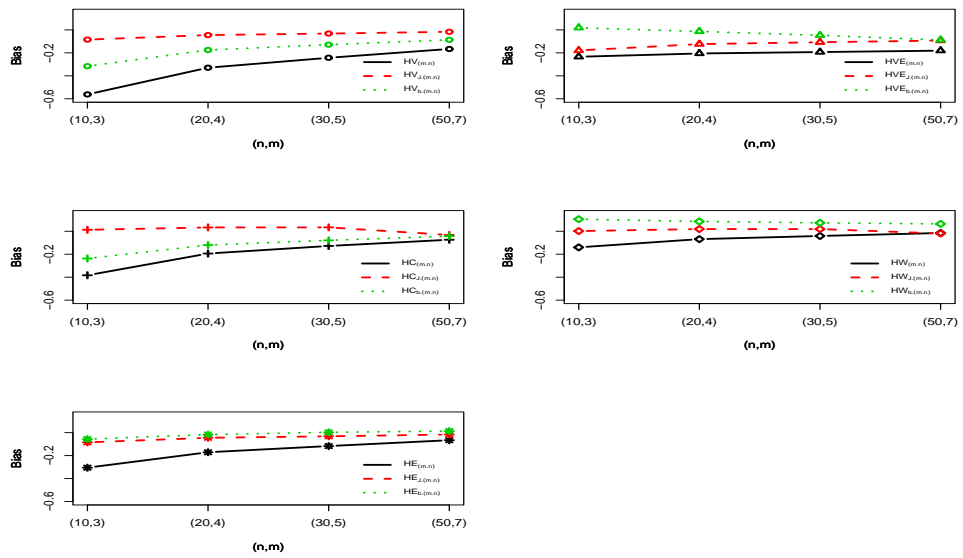 Bias
-0.2
-0.6
HV(m.n)
HVJ.(m.n)
HVb.(m.n)
(10,3) (20,4) (30,5) (50,7)
(n,m)
Bias
-0.2
-0.6
HVE(m.n)
HVEJ.(m.n)
HVEb.(m.n)
(10,3) (20,4) (30,5) (50,7)
(n,m)
Bias
-0.2
-0.6
HC(m.n)
HCJ.(m.n)
HCb.(m.n)
(10,3) (20,4) (30,5) (50,7)
(n,m)
Bias
-0.2
-0.6
HW(m.n)
HWJ.(m.n)
HWb.(m.n)
(10,3) (20,4) (30,5) (50,7)
(n,m)
Bias
-0.2
-0.6
HE(m.n)
HEJ.(m.n)
HEb.(m.n)
(10,3) (20,4) (30,5) (50,7)
(n,m)